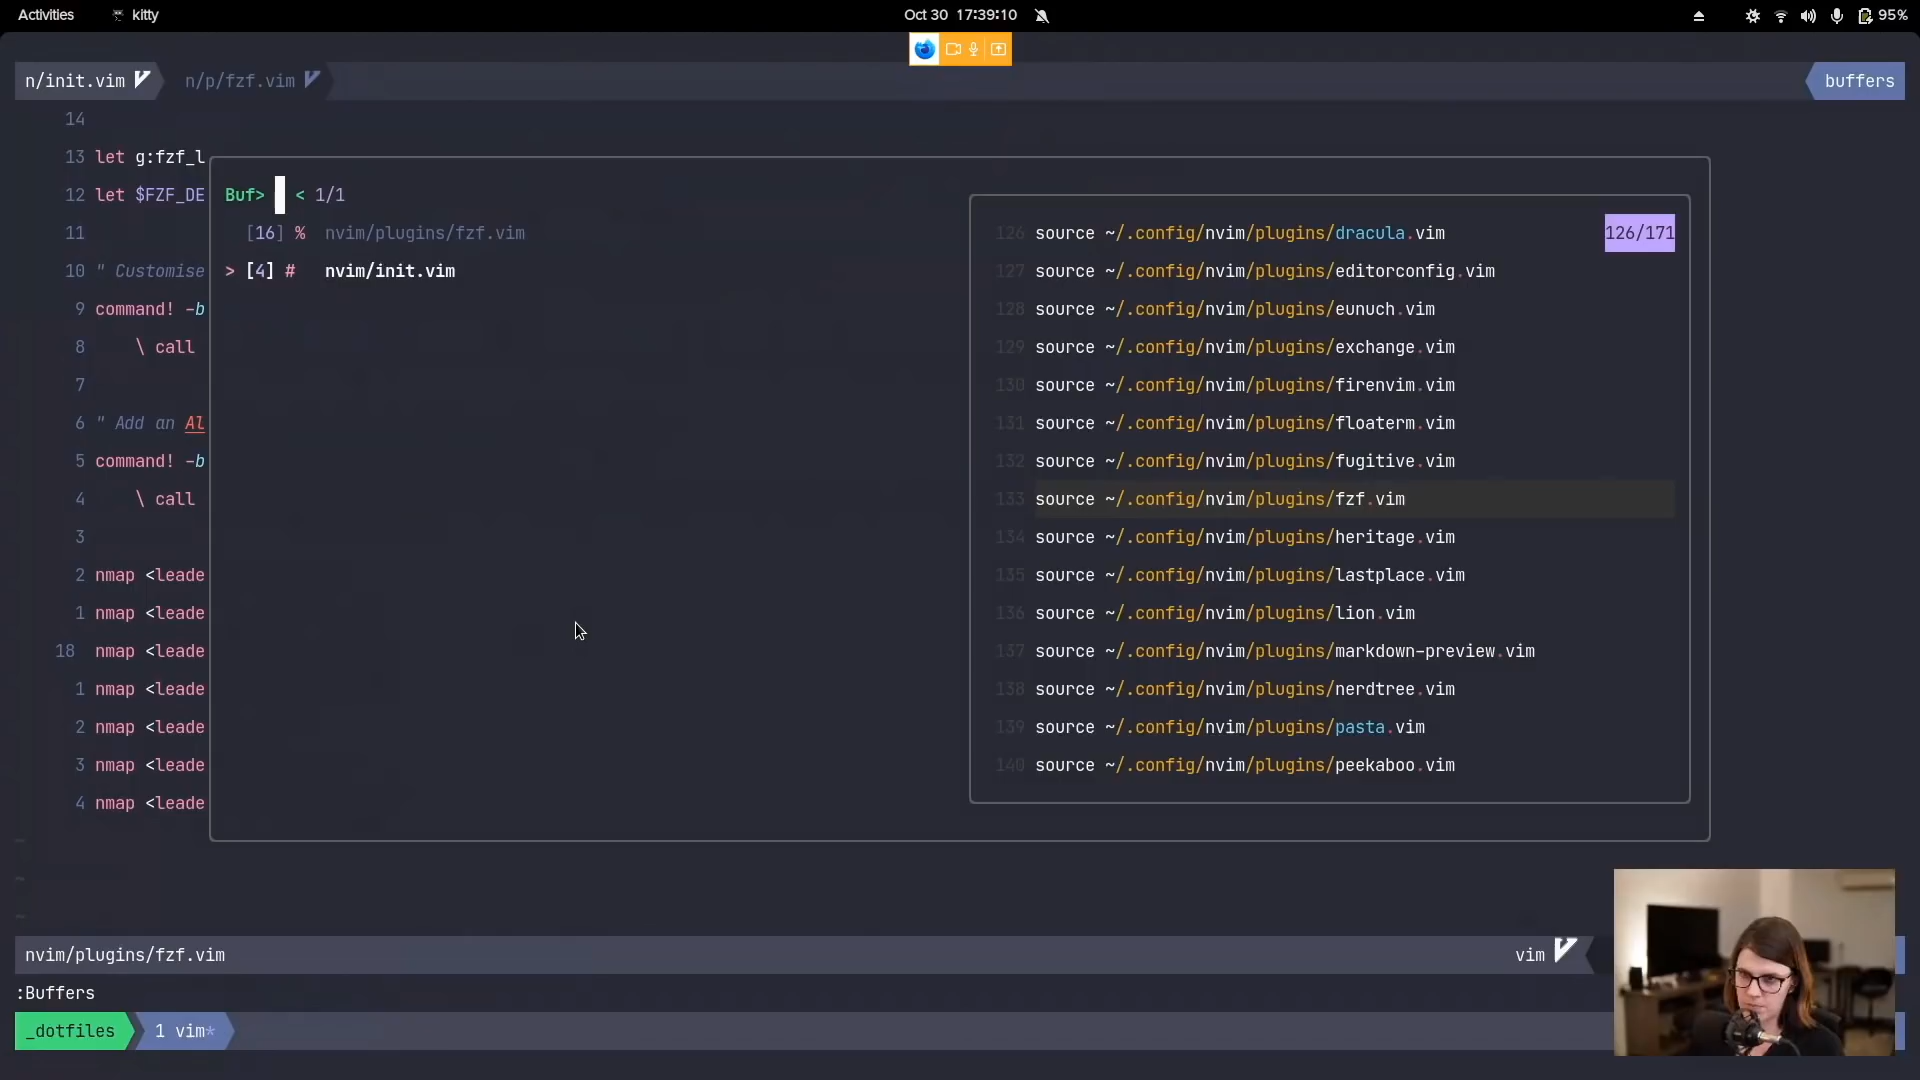 Activities kitty Oct 30 17:39:10 95%
n/init.vim n/p/fzf.vim buffers
14
13 let g:fzf_l
12 let $FZF_DE
11
10 " Customise
9 command! -b
8 \ call
7
6 " Add an Al
5 command! -b
4 \ call
3
2 nmap <leade
1 nmap <leade
18 nmap <leade
1 nmap <leade
2 nmap <leade
3 nmap <leade
4 nmap <leade
~
~
~
Buf> < 1/1
[16] % nvim/plugins/fzf.vim
> [4] # nvim/init.vim
126 source ~/.config/nvim/plugins/dracula.vim 126/171
127 source ~/.config/nvim/plugins/editorconfig.vim
128 source ~/.config/nvim/plugins/eunuch.vim
129 source ~/.config/nvim/plugins/exchange.vim
130 source ~/.config/nvim/plugins/firenvim.vim
131 source ~/.config/nvim/plugins/floaterm.vim
132 source ~/.config/nvim/plugins/fugitive.vim
133 source ~/.config/nvim/plugins/fzf.vim
134 source ~/.config/nvim/plugins/heritage.vim
135 source ~/.config/nvim/plugins/lastplace.vim
136 source ~/.config/nvim/plugins/lion.vim
137 source ~/.config/nvim/plugins/markdown-preview.vim
138 source ~/.config/nvim/plugins/nerdtree.vim
139 source ~/.config/nvim/plugins/pasta.vim
140 source ~/.config/nvim/plugins/peekaboo.vim
nvim/plugins/fzf.vim vim
:Buffers
_dotfiles 1 vim*